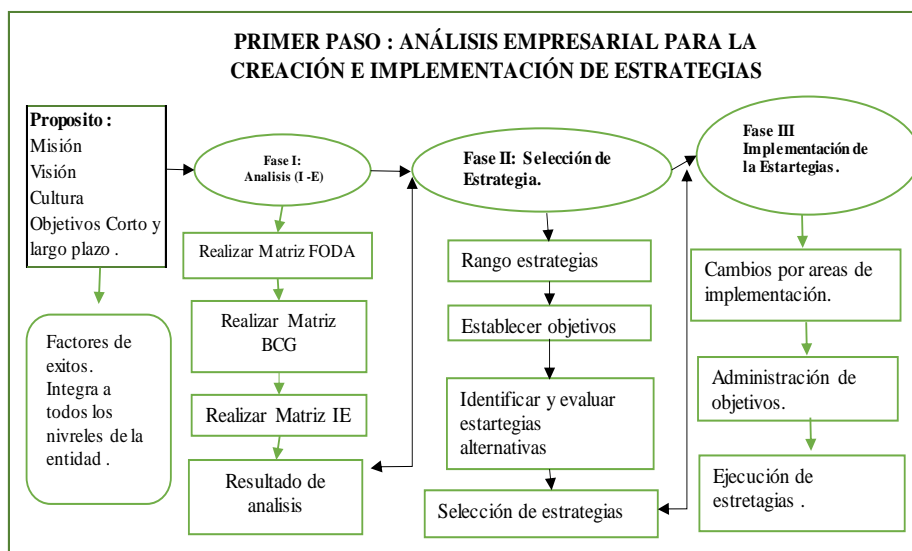 PRIMER PASO : ANÁLISIS EMPRESARIAL PARA LA
CREACIÓN E IMPLEMENTACIÓN DE ESTRATEGIAS
Proposito :
Misión
Visión
Cultura
Objetivos Corto y
largo plazo .
Factores de
exitos.
Integra a
todos los
nivreles de la
entidad .
Fase I:
Analisis (I -E)
Realizar Matriz FODA
Realizar Matriz
BCG
Realizar Matriz IE
Resultado de
analisis
Fase II: Selección de
Estrategia.
Rango estrategias
Establecer objetivos
Identificar y evaluar
estartegias
alternativas
Selección de estrategias
Fase III
Implementación de
la Estartegias .
Cambios por areas de
implementación.
Administración de
objetivos.
Ejecución de
estretagias .